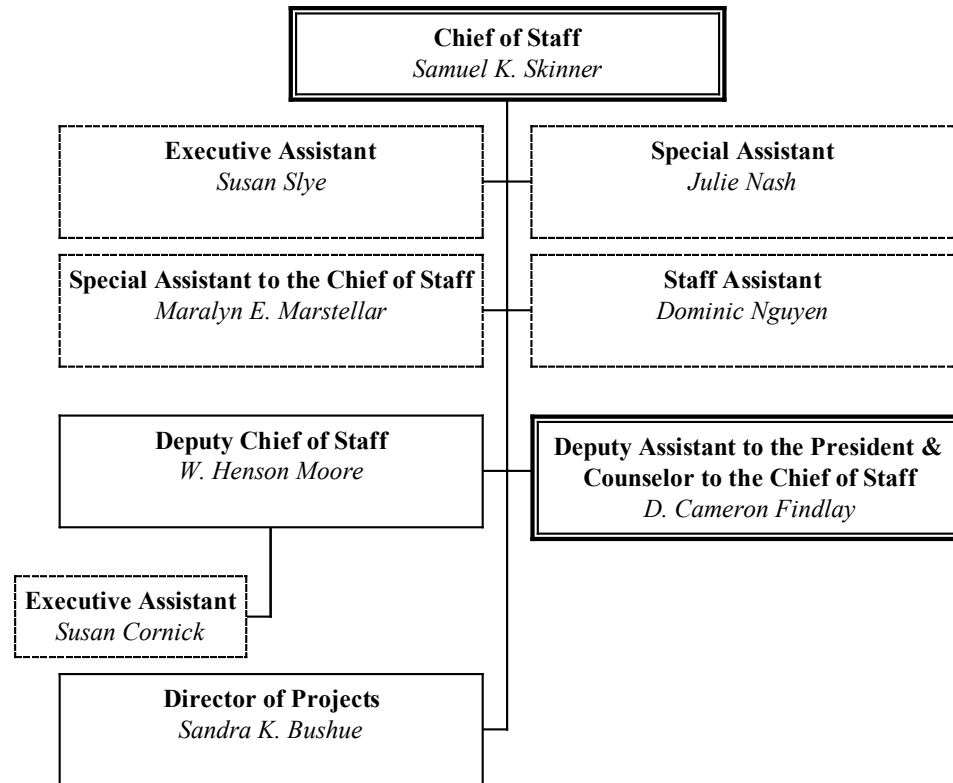 Chief of Staff
Samuel K. Skinner
Executive Assistant
Susan Slye
Special Assistant
Julie Nash
Special Assistant to the Chief of Staff
Maralyn E. Marstellar
Staff Assistant
Dominic Nguyen
Deputy Chief of Staff
W. Henson Moore
Deputy Assistant to the President &
Counselor to the Chief of Staff
D. Cameron Findlay
Executive Assistant
Susan Cornick
Director of Projects
Sandra K. Bushue